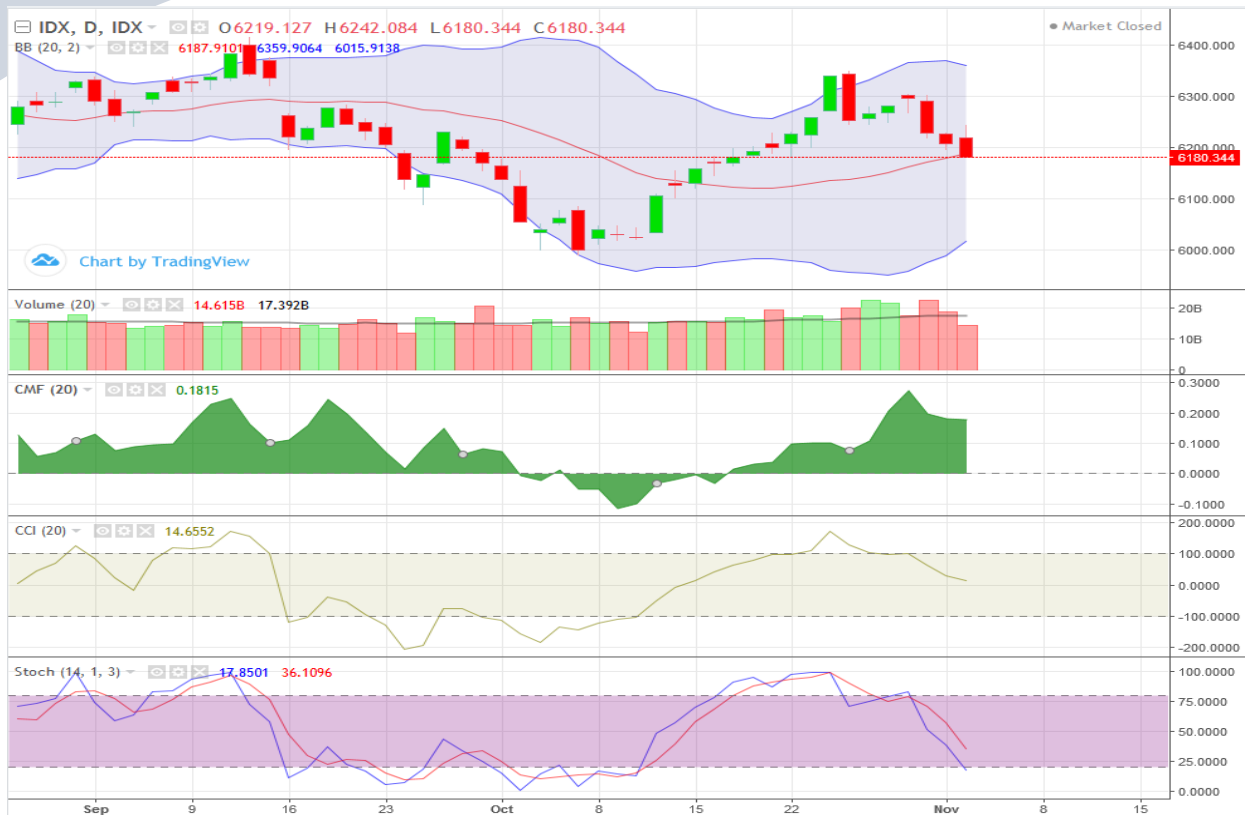 IDX, D, IDX O6219.127 H6242.084 L6180.344 C6180.344 Market Closed
BB (20, 2) 6187.9101 6359.9064 6015.9138
6400.000
6300.000
6200.000
6180.344
6100.000
6000.000
Chart by TradingView
Volume (20) 14.615B 17.392B
20B
10B
0
CMF (20) 0.1815
0.3000
0.2000
0.1000
0.0000
-0.1000
CCI (20) 14.6552
200.0000
100.0000
0.0000
-100.0000
-200.0000
Stoch (14, 1, 3) 17.8501 36.1096
100.0000
75.0000
50.0000
25.0000
0.0000
Sep 9 16 23 Oct 8 15 22 Nov 8 15